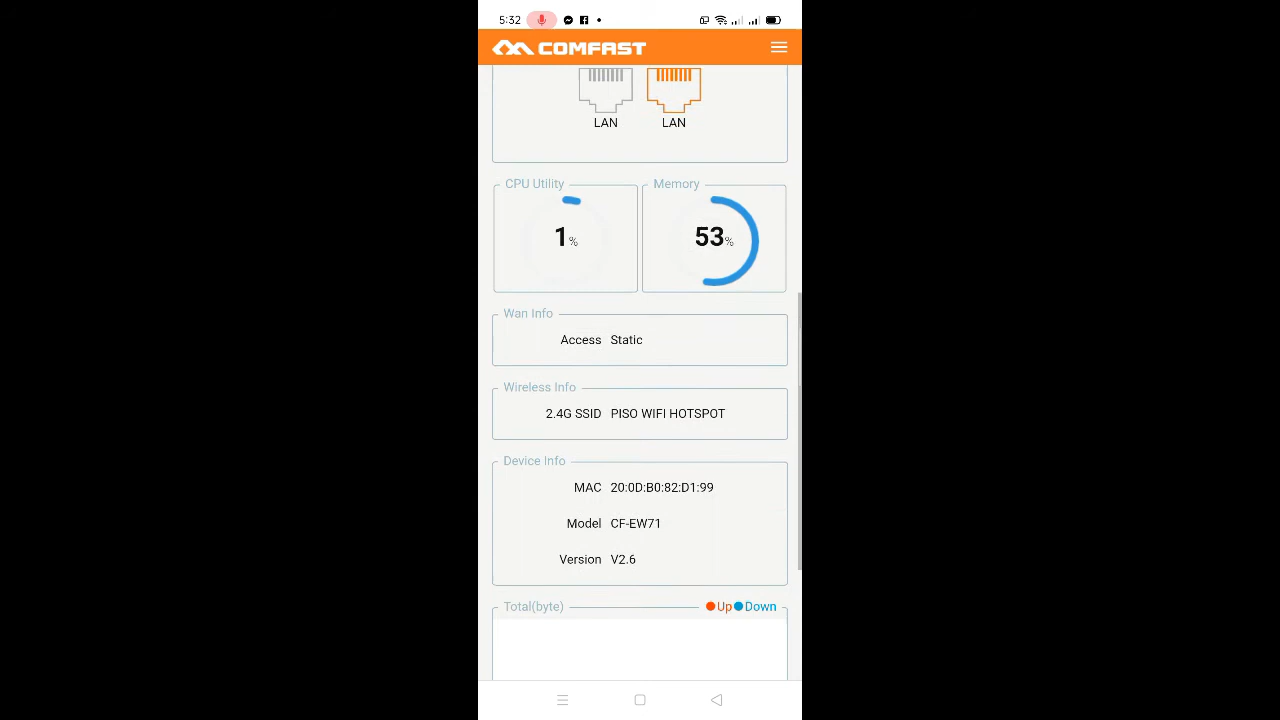 5:32
COMFAST
LAN LAN
CPU Utility Memory
1% 53%
Wan Info
Access Static
Wireless Info
2.4G SSID PISO WIFI HOTSPOT
Device Info
MAC 20:0D:B0:82:D1:99
Model CF-EW71
Version V2.6
Total(byte) Up Down